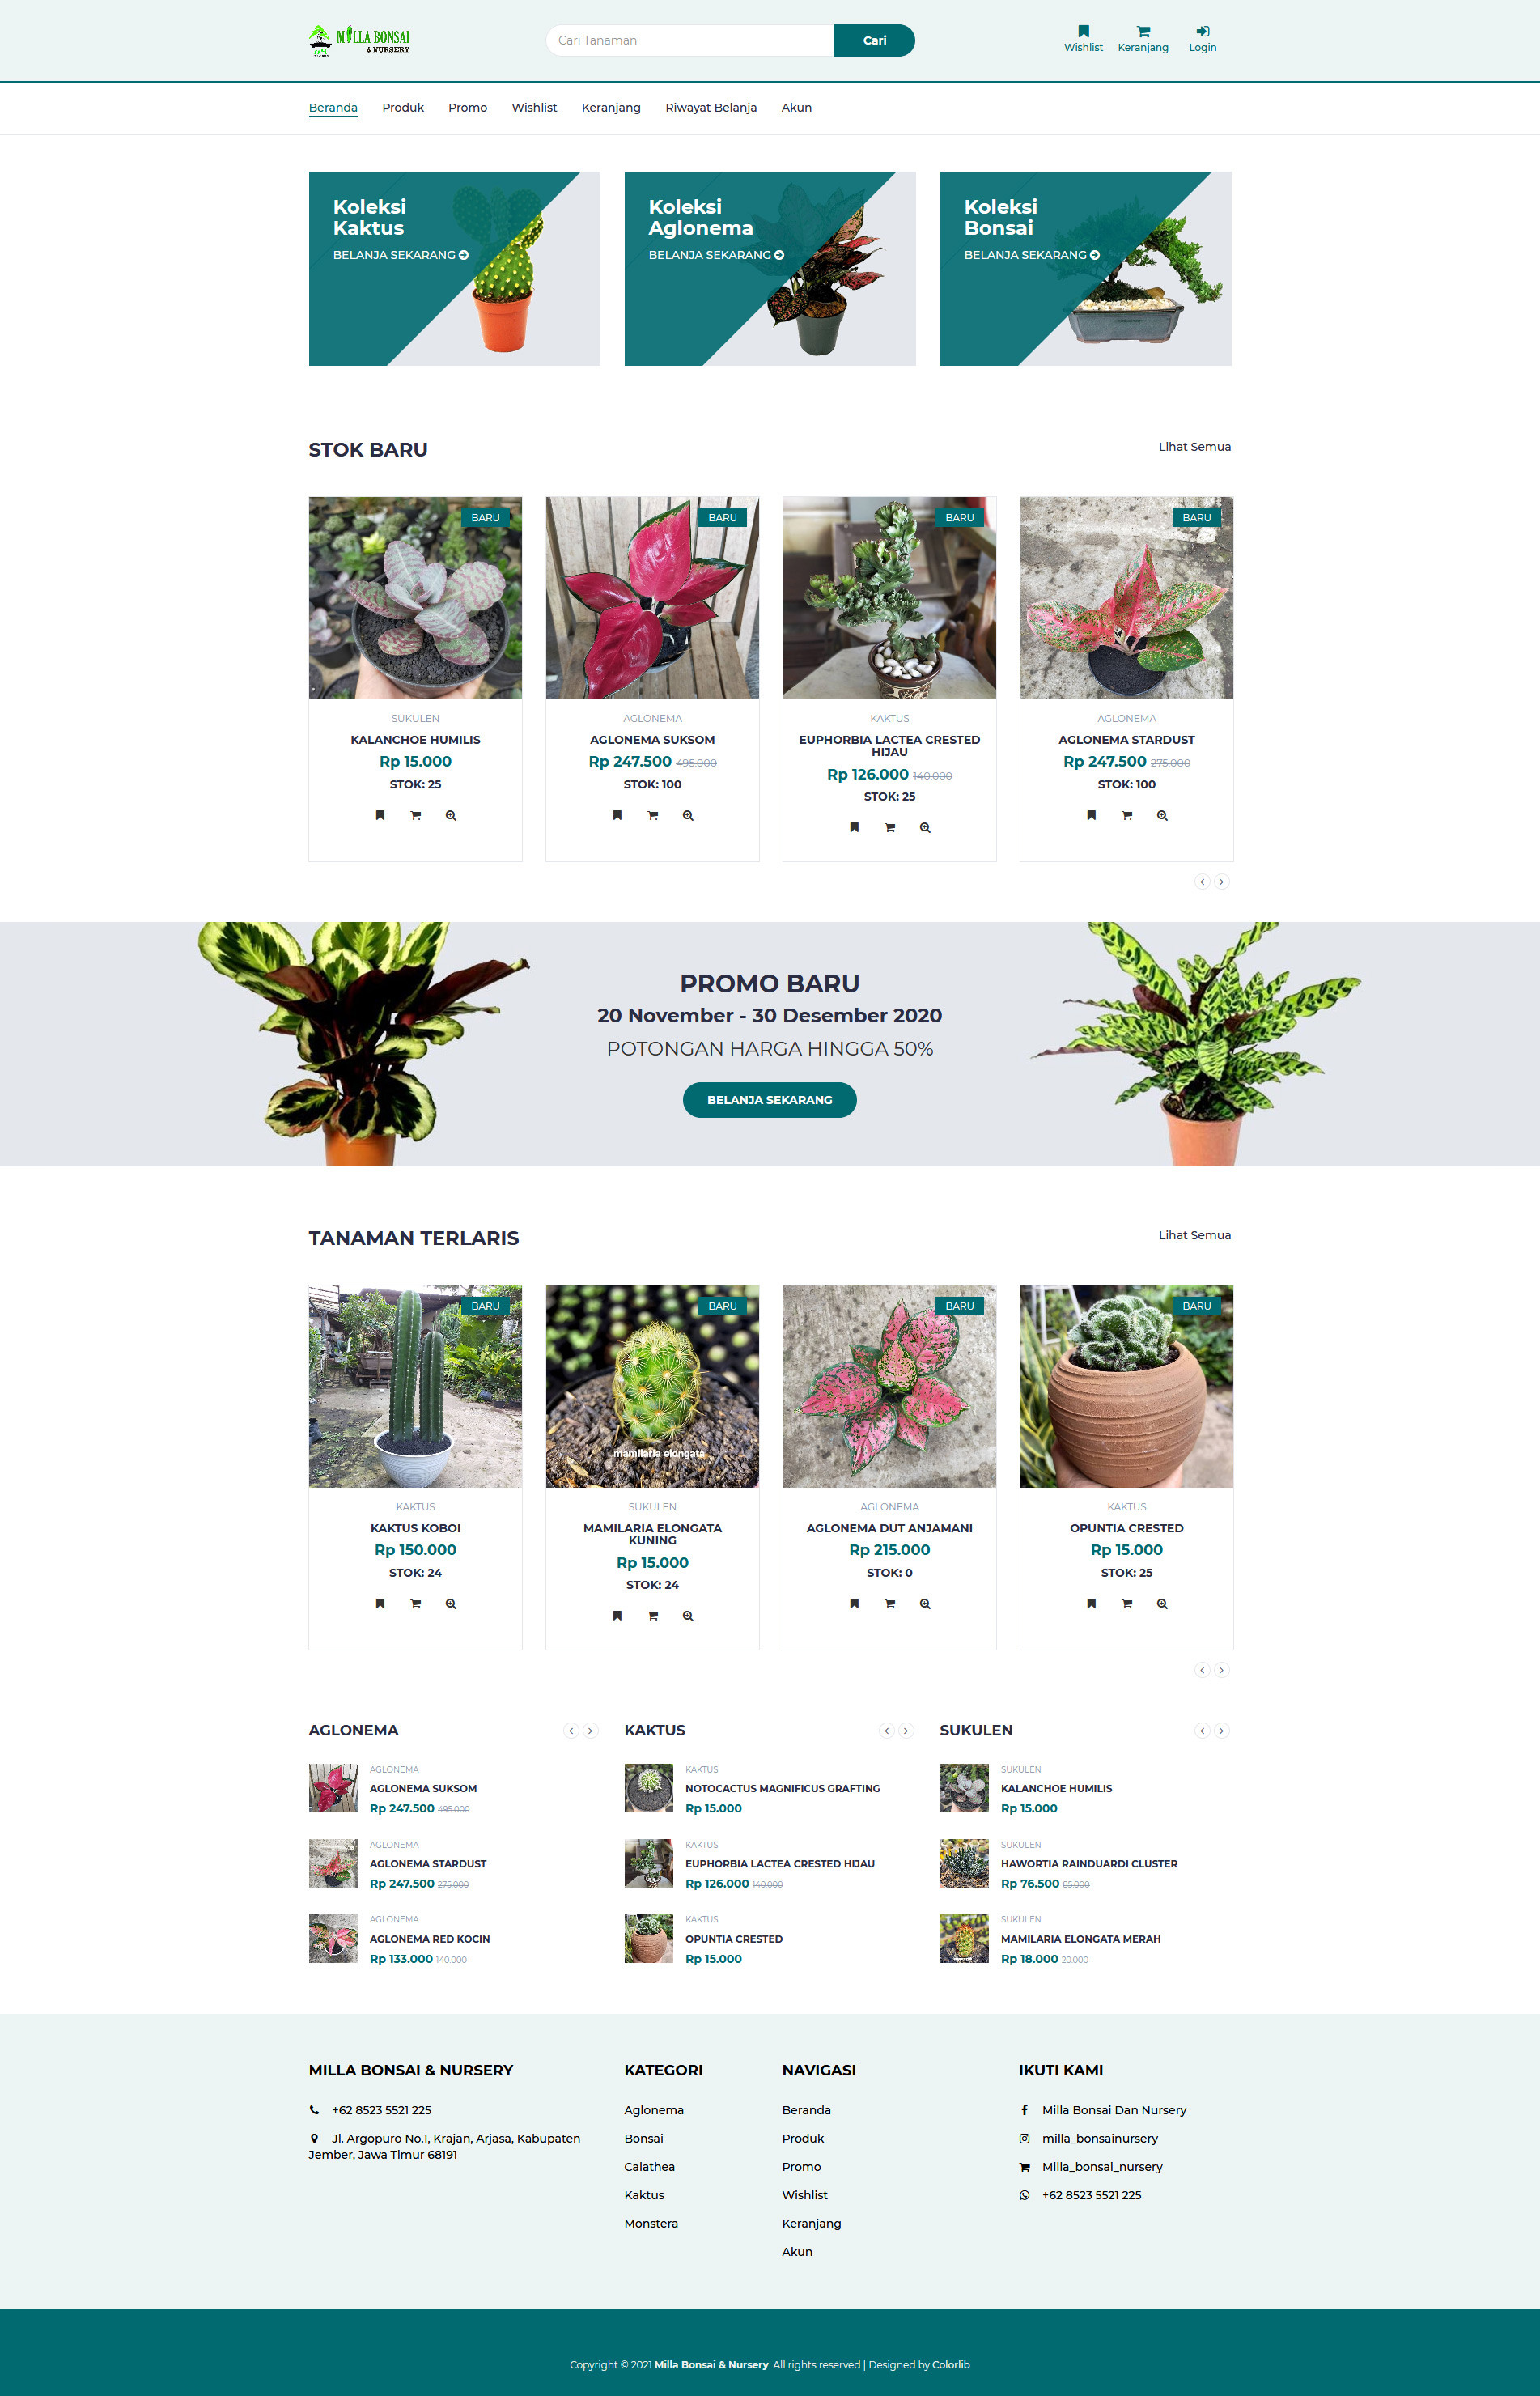 MILLA BONSAI
& NURSERY
Cari Tanaman
Cari
Wishlist
Keranjang
Login
Beranda
Produk
Promo
Wishlist
Keranjang
Riwayat Belanja
Akun
Koleksi
Kaktus
BELANJA SEKARANG
Koleksi
Aglonema
BELANJA SEKARANG
Koleksi
Bonsai
BELANJA SEKARANG
STOK BARU
Lihat Semua
BARU
SUKULEN
KALANCHOE HUMILIS
Rp 15.000
STOK: 25
BARU
AGLONEMA
AGLONEMA SUKSOM
Rp 247.500 495.000
STOK: 100
BARU
KAKTUS
EUPHORBIA LACTEA CRESTED
HIJAU
Rp 126.000 140.000
STOK: 25
BARU
AGLONEMA
AGLONEMA STARDUST
Rp 247.500 275.000
STOK: 100
PROMO BARU
20 November - 30 Desember 2020
POTONGAN HARGA HINGGA 50%
BELANJA SEKARANG
TANAMAN TERLARIS
Lihat Semua
BARU
KAKTUS
KAKTUS KOBOI
Rp 150.000
STOK: 24
BARU
mamilaria elongata
SUKULEN
MAMILARIA ELONGATA
KUNING
Rp 15.000
STOK: 24
BARU
AGLONEMA
AGLONEMA DUT ANJAMANI
Rp 215.000
STOK: 0
BARU
KAKTUS
OPUNTIA CRESTED
Rp 15.000
STOK: 25
AGLONEMA
AGLONEMA
AGLONEMA SUKSOM
Rp 247.500 495.000
AGLONEMA
AGLONEMA STARDUST
Rp 247.500 275.000
AGLONEMA
AGLONEMA RED KOCIN
Rp 133.000 140.000
KAKTUS
KAKTUS
NOTOCACTUS MAGNIFICUS GRAFTING
Rp 15.000
KAKTUS
EUPHORBIA LACTEA CRESTED HIJAU
Rp 126.000 140.000
KAKTUS
OPUNTIA CRESTED
Rp 15.000
SUKULEN
SUKULEN
KALANCHOE HUMILIS
Rp 15.000
SUKULEN
HAWORTIA RAINDUARDI CLUSTER
Rp 76.500 85.000
SUKULEN
MAMILARIA ELONGATA MERAH
Rp 18.000 20.000
MILLA BONSAI & NURSERY
+62 8523 5521 225
Jl. Argopuro No.1, Krajan, Arjasa, Kabupaten
Jember, Jawa Timur 68191
KATEGORI
Aglonema
Bonsai
Calathea
Kaktus
Monstera
NAVIGASI
Beranda
Produk
Promo
Wishlist
Keranjang
Akun
IKUTI KAMI
Milla Bonsai Dan Nursery
milla_bonsainursery
Milla_bonsai_nursery
+62 8523 5521 225
Copyright © 2021 Milla Bonsai & Nursery. All rights reserved | Designed by Colorlib